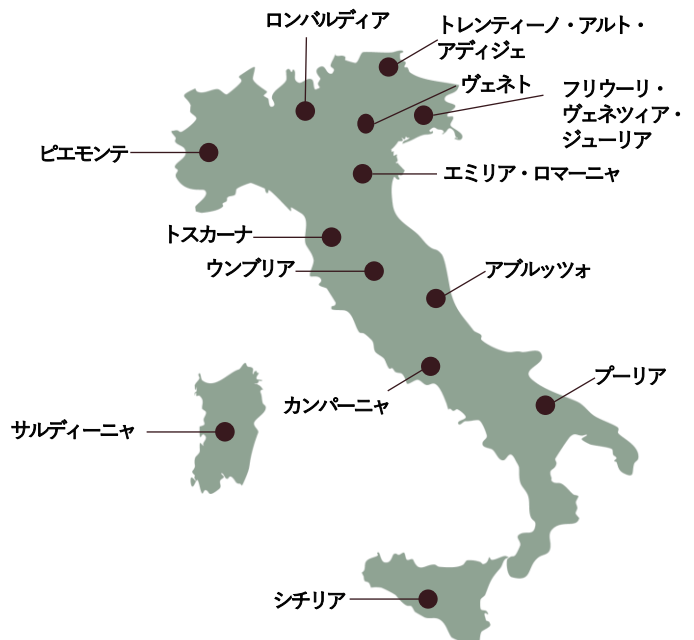 ロンバルディア
トレンティーノ・アルト・
アディジェ
ヴェネト
フリウーリ・
ヴェネツィア・
ジューリア
ピエモンテ
エミリア・ロマーニャ
トスカーナ
ウンブリア
アブルッツォ
プーリア
カンパーニャ
サルディーニャ
シチリア